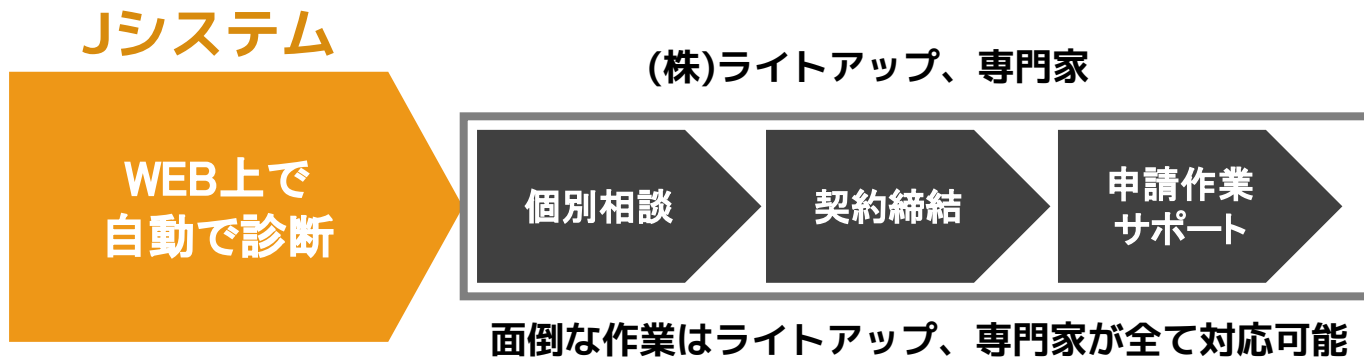 Jシステム
(株)ライトアップ、専門家
WEB上で
自動で診断
個別相談
契約締結
申請作業
サポート
面倒な作業はライトアップ、専門家が全て対応可能